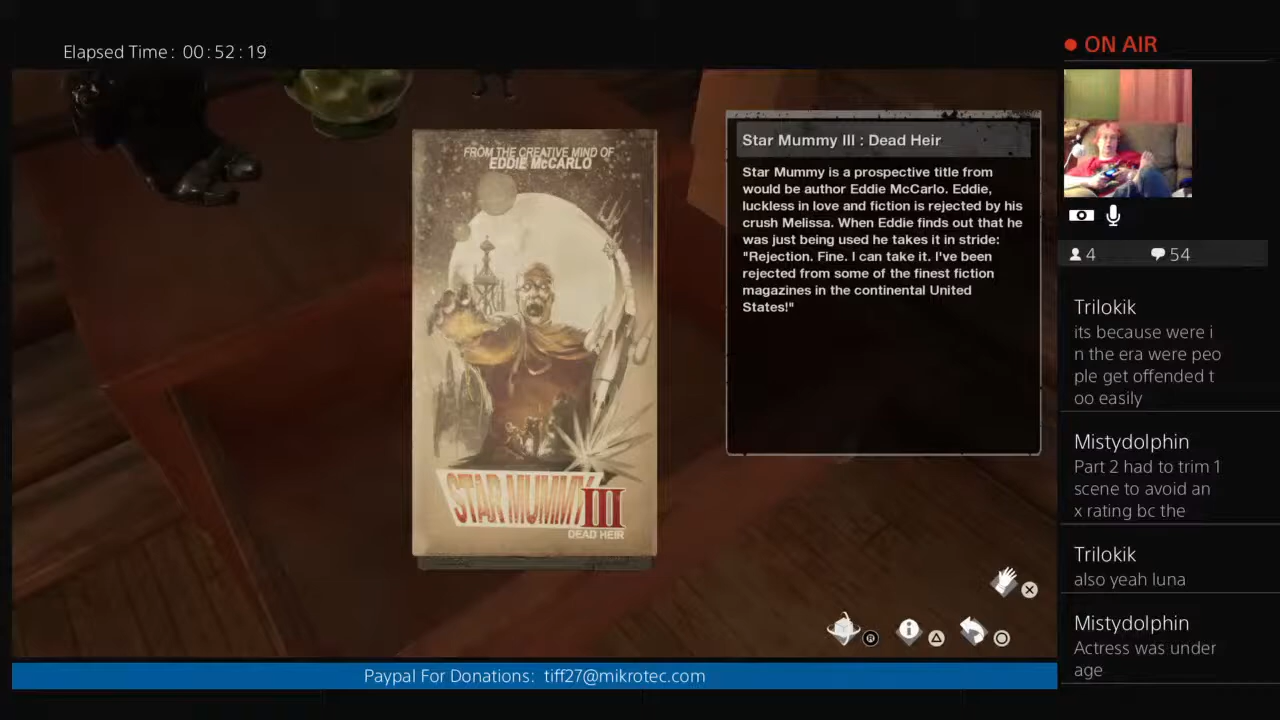 Elapsed Time: 00:52:19
ON AIR
FROM THE CREATIVE MIND OF
EDDIE McCARLO
STAR MUMMY III
DEAD HEIR
Star Mummy III : Dead Heir
Star Mummy is a prospective title from
would be author Eddie McCarlo. Eddie,
luckless in love and fiction is rejected by his
crush Melissa. When Eddie finds out that he
was just being used he takes it in stride:
"Rejection. Fine. I can take it. I've been
rejected from some of the finest fiction
magazines in the continental United
States!"
4 54
Trilokik
its because were i
n the era were peo
ple get offended t
oo easily
Mistydolphin
Part 2 had to trim 1
scene to avoid an
x rating bc the
Trilokik
also yeah luna
Mistydolphin
Actress was under
age
Paypal For Donations: tiff27@mikrotec.com